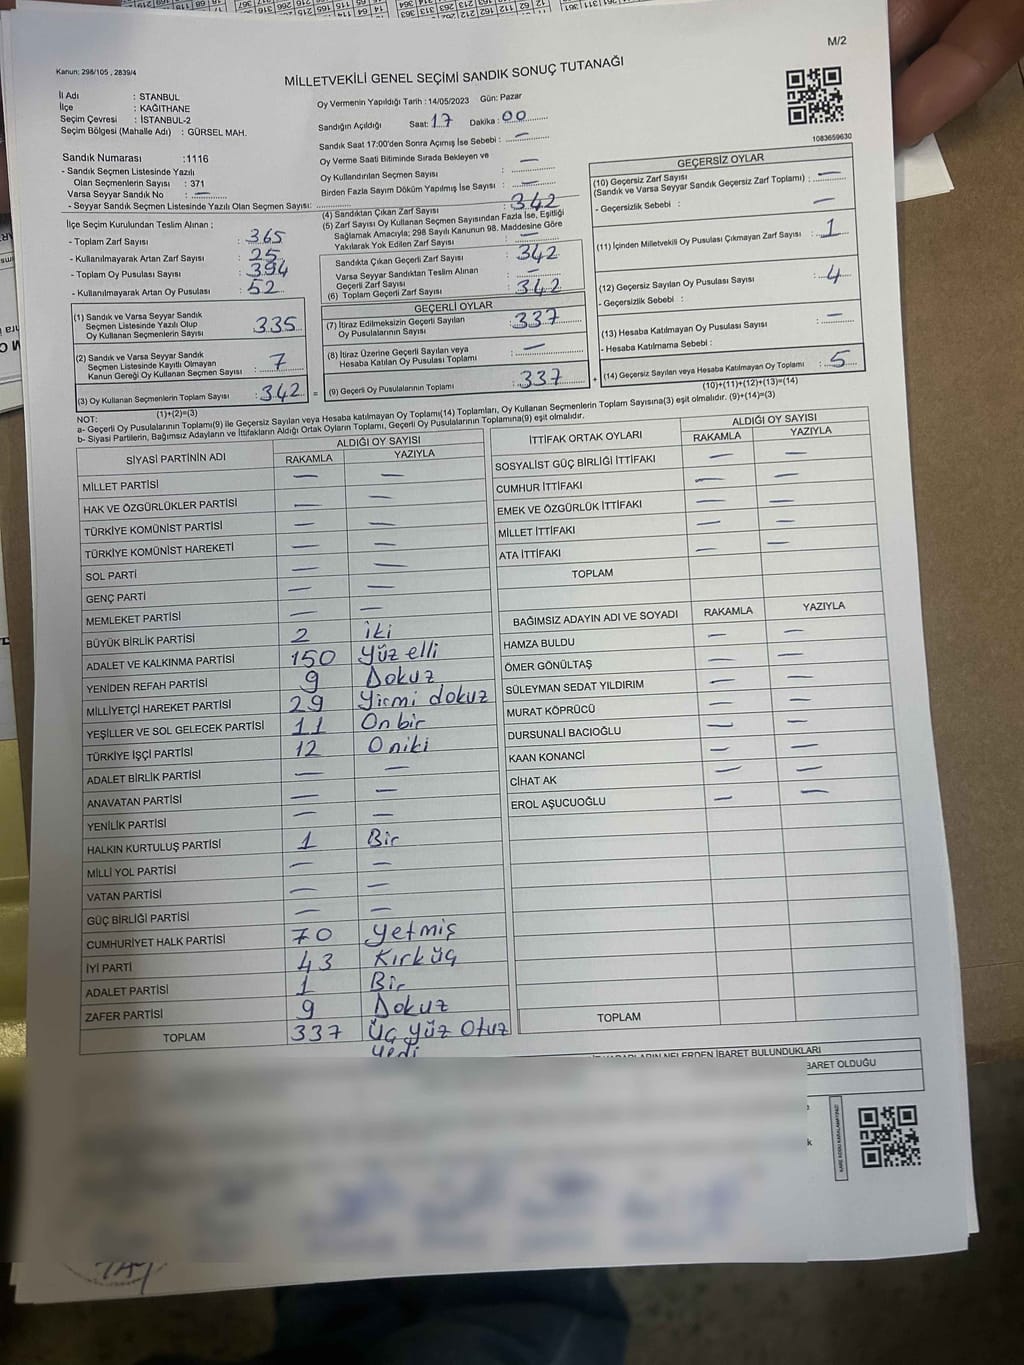 M/2
Kanun: 298/105 , 2839/4
MİLLETVEKİLİ GENEL SEÇİMİ SANDIK SONUÇ TUTANAĞI
İl Adı : STANBUL
İlçe : KAĞITHANE
Seçim Çevresi : İSTANBUL-2
Seçim Bölgesi (Mahalle Adı) : GÜRSEL MAH.
Oy Vermenin Yapıldığı Tarih : 14/05/2023 Gün: Pazar
Sandığın Açıldığı Saat: 17 Dakika : 00
Sandık Saat 17:00'den Sonra Açımış İse Sebebi : —
Oy Verme Saati Bitiminde Sırada Bekleyen ve
Oy Kullandırılan Seçmen Sayısı : —
Birden Fazla Sayım Döküm Yapılmış İse Sayısı : —
1083659630
Sandık Numarası :1116
- Sandık Seçmen Listesinde Yazılı
Olan Seçmenlerin Sayısı : 371
Varsa Seyyar Sandık No : —
- Seyyar Sandık Seçmen Listesinde Yazılı Olan Seçmen Sayısı:
İlçe Seçim Kurulundan Teslim Alınan ;
- Toplam Zarf Sayısı : 365
- Kullanılmayarak Artan Zarf Sayısı : 25
- Toplam Oy Pusulası Sayısı : 394
- Kullanılmayarak Artan Oy Pusulası : 52
(1) Sandık ve Varsa Seyyar Sandık
Seçmen Listesinde Yazılı Olup
Oy Kullanan Seçmenlerin Sayısı : 335
(2) Sandık ve Varsa Seyyar Sandık
Seçmen Listesinde Kayıtlı Olmayan
Kanun Gereği Oy Kullanan Seçmen Sayısı : 7
(3) Oy Kullanan Seçmenlerin Toplam Sayısı : 342
(1)+(2)=(3)
(4) Sandıktan Çıkan Zarf Sayısı : 342
(5) Zarf Sayısı Oy Kullanan Seçmen Sayısından Fazla İse, Eşitliği
Sağlamak Amacıyla; 298 Sayılı Kanunun 98. Maddesine Göre
Yakılarak Yok Edilen Zarf Sayısı : —
Sandıkta Çıkan Geçerli Zarf Sayısı : 342
Varsa Seyyar Sandıktan Teslim Alınan
Geçerli Zarf Sayısı : —
(6) Toplam Geçerli Zarf Sayısı : 342
GEÇERLİ OYLAR
(7) İtiraz Edilmeksizin Geçerli Sayılan
Oy Pusulalarının Sayısı : 337
(8) İtiraz Üzerine Geçerli Sayılan veya
Hesaba Katılan Oy Pusulası Toplamı : —
= (9) Geçerli Oy Pusulalarının Toplamı : 337
GEÇERSİZ OYLAR
(10) Geçersiz Zarf Sayısı
(Sandık ve Varsa Seyyar Sandık Geçersiz Zarf Toplamı) : —
- Geçersizlik Sebebi : —
(11) İçinden Milletvekili Oy Pusulası Çıkmayan Zarf Sayısı : 1
(12) Geçersiz Sayılan Oy Pusulası Sayısı : 4
- Geçersizlik Sebebi :
(13) Hesaba Katılmayan Oy Pusulası Sayısı : —
- Hesaba Katılmama Sebebi :
+ (14) Geçersiz Sayılan veya Hesaba Katılmayan Oy Toplamı : 5
(10)+(11)+(12)+(13)=(14)
NOT:
a- Geçerli Oy Pusulalarının Toplamı(9) ile Geçersiz Sayılan veya Hesaba katılmayan Oy Toplamı(14) Toplamları, Oy Kullanan Seçmenlerin Toplam Sayısına(3) eşit olmalıdır. (9)+(14)=(3)
b- Siyasi Partilerin, Bağımsız Adayların ve İttifakların Aldığı Ortak Oyların Toplamı, Geçerli Oy Pusulalarının Toplamına(9) eşit olmalıdır.
SİYASİ PARTİNİN ADI ALDIĞI OY SAYISI
RAKAMLA YAZIYLA
MİLLET PARTİSİ — —
HAK VE ÖZGÜRLÜKLER PARTİSİ — —
TÜRKİYE KOMÜNİST PARTİSİ — —
TÜRKİYE KOMÜNİST HAREKETİ — —
SOL PARTİ — —
GENÇ PARTİ — —
MEMLEKET PARTİSİ — —
BÜYÜK BİRLİK PARTİSİ 2 iki
ADALET VE KALKINMA PARTİSİ 150 Yüz elli
YENİDEN REFAH PARTİSİ 9 Dokuz
MİLLİYETÇİ HAREKET PARTİSİ 29 Yirmi dokuz
YEŞİLLER VE SOL GELECEK PARTİSİ 11 On bir
TÜRKİYE İŞÇİ PARTİSİ 12 Oniki
ADALET BİRLİK PARTİSİ — —
ANAVATAN PARTİSİ — —
YENİLİK PARTİSİ — —
HALKIN KURTULUŞ PARTİSİ 1 Bir
MİLLİ YOL PARTİSİ — —
VATAN PARTİSİ — —
GÜÇ BİRLİĞİ PARTİSİ — —
CUMHURİYET HALK PARTİSİ 70 Yetmiş
İYİ PARTİ 43 Kırk üç
ADALET PARTİSİ 1 Bir
ZAFER PARTİSİ 9 Dokuz
TOPLAM 337 Üç yüz Otuz
yedi
İTTİFAK ORTAK OYLARI ALDIĞI OY SAYISI
RAKAMLA YAZIYLA
SOSYALİST GÜÇ BİRLİĞİ İTTİFAKI — —
CUMHUR İTTİFAKI — —
EMEK VE ÖZGÜRLÜK İTTİFAKI — —
MİLLET İTTİFAKI — —
ATA İTTİFAKI — —
TOPLAM
BAĞIMSIZ ADAYIN ADI VE SOYADI RAKAMLA YAZIYLA
HAMZA BULDU — —
ÖMER GÖNÜLTAŞ — —
SÜLEYMAN SEDAT YILDIRIM — —
MURAT KÖPRÜCÜ — —
DURSUNALİ BACIOĞLU — —
KAAN KONANCİ — —
CİHAT AK — —
EROL AŞUCUOĞLU — —
TOPLAM
NELERDEN İBARET BULUNDUKLARI
BARET OLDUĞU